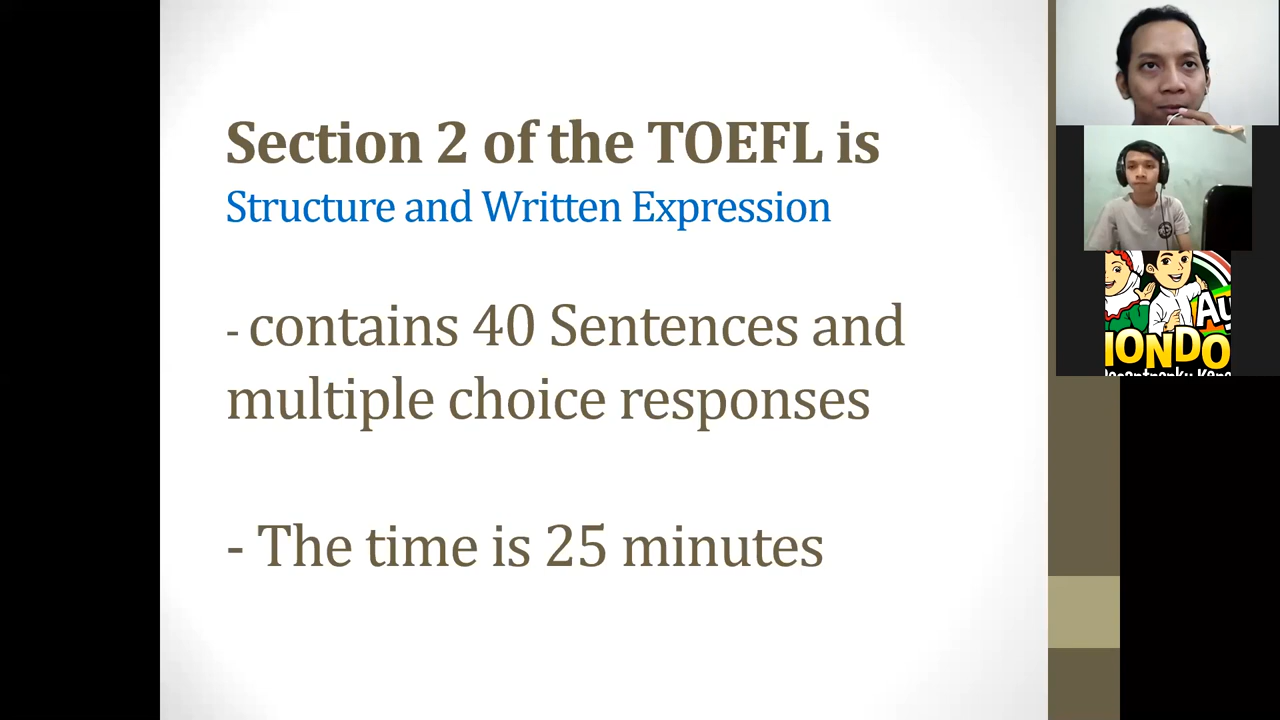 Section 2 of the TOEFL is
Structure and Written Expression
- contains 40 Sentences and
multiple choice responses
- The time is 25 minutes